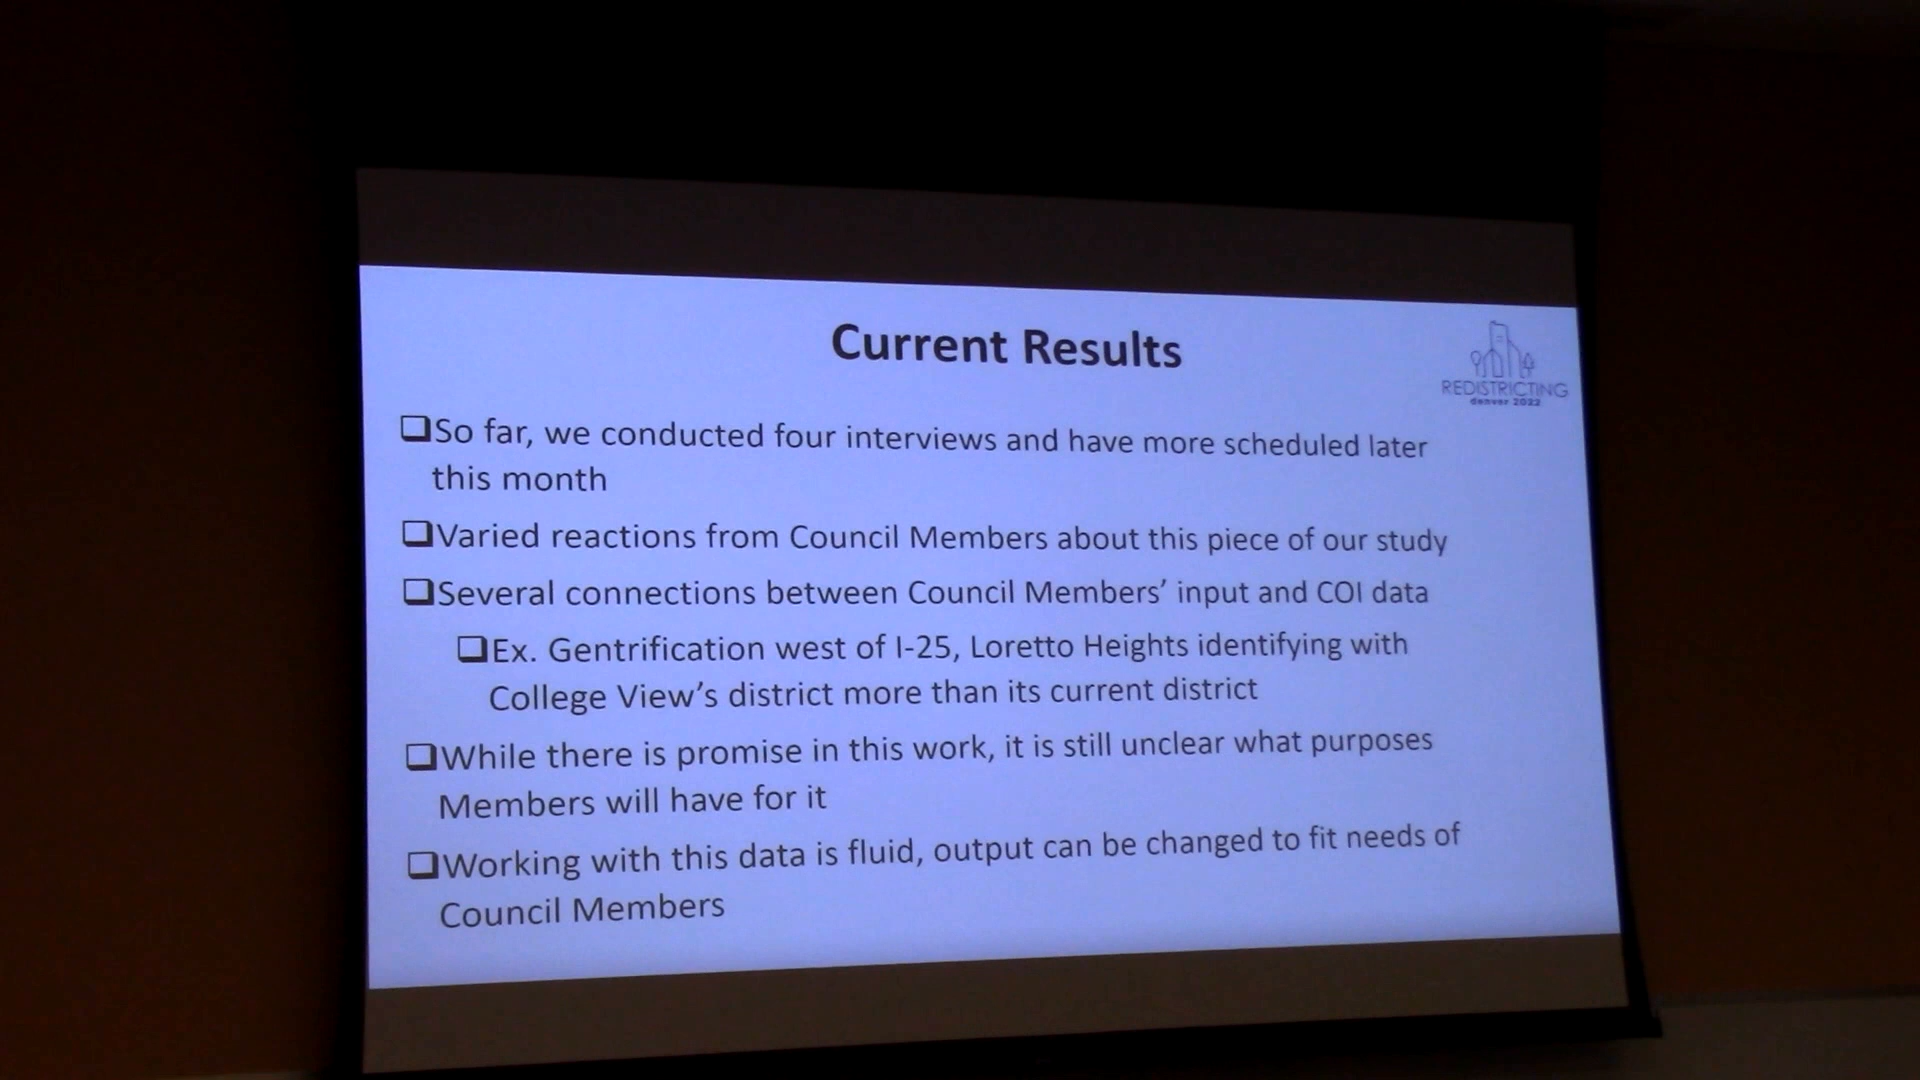 Current Results
REDISTRICTING
denver 2022
❑So far, we conducted four interviews and have more scheduled later
this month
❑Varied reactions from Council Members about this piece of our study
❑Several connections between Council Members’ input and COI data
❑Ex. Gentrification west of I-25, Loretto Heights identifying with
College View’s district more than its current district
❑While there is promise in this work, it is still unclear what purposes
Members will have for it
❑Working with this data is fluid, output can be changed to fit needs of
Council Members